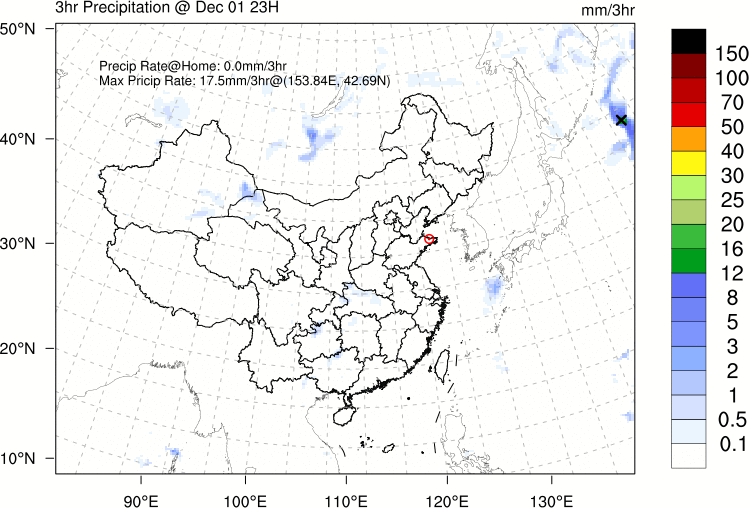 3hr Precipitation @ Dec 01 23H
mm/3hr
Precip Rate@Home: 0.0mm/3hr
Max Pricip Rate: 17.5mm/3hr@(153.84E, 42.69N)
50°N
40°N
30°N
20°N
10°N
90°E
100°E
110°E
120°E
130°E
150
100
70
50
40
30
25
20
16
12
8
5
3
2
1
0.5
0.1